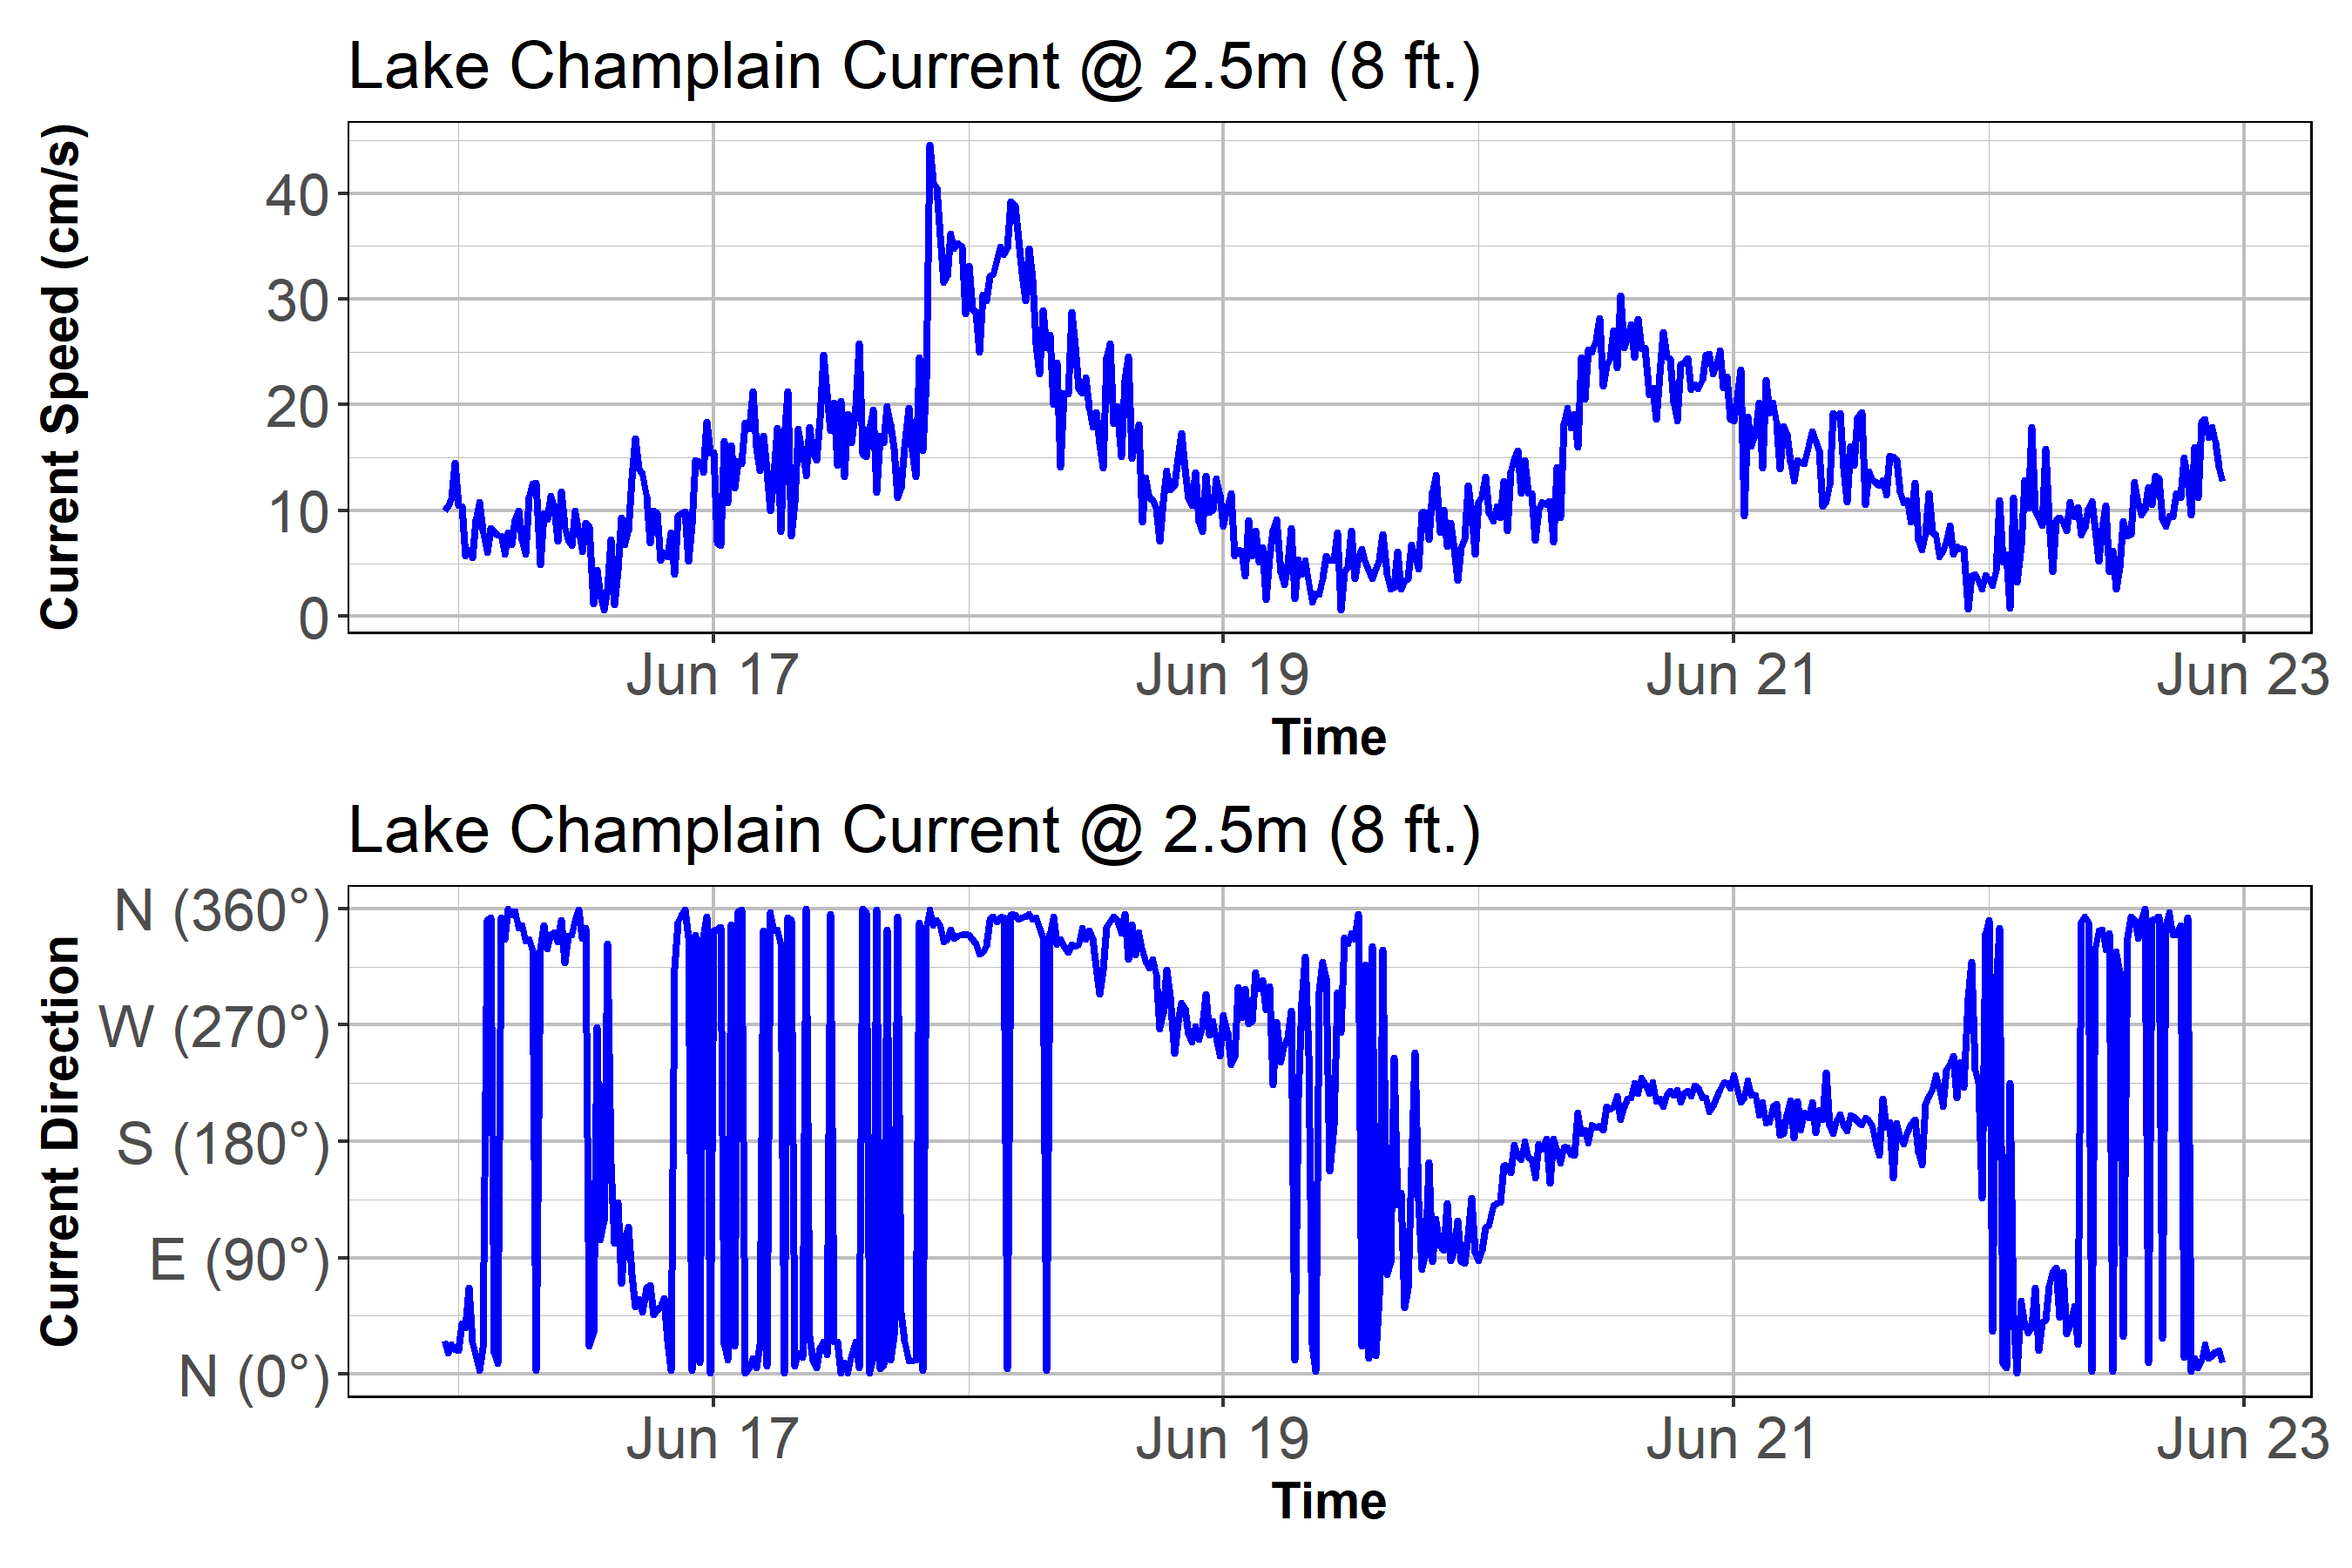 Lake Champlain Current @ 2.5m (8 ft.)
Current Speed (cm/s)
40
30
20
10
0
Jun 17 Jun 19 Jun 21 Jun 23
Time
Lake Champlain Current @ 2.5m (8 ft.)
Current Direction
N (360°)
W (270°)
S (180°)
E (90°)
N (0°)
Jun 17 Jun 19 Jun 21 Jun 23
Time